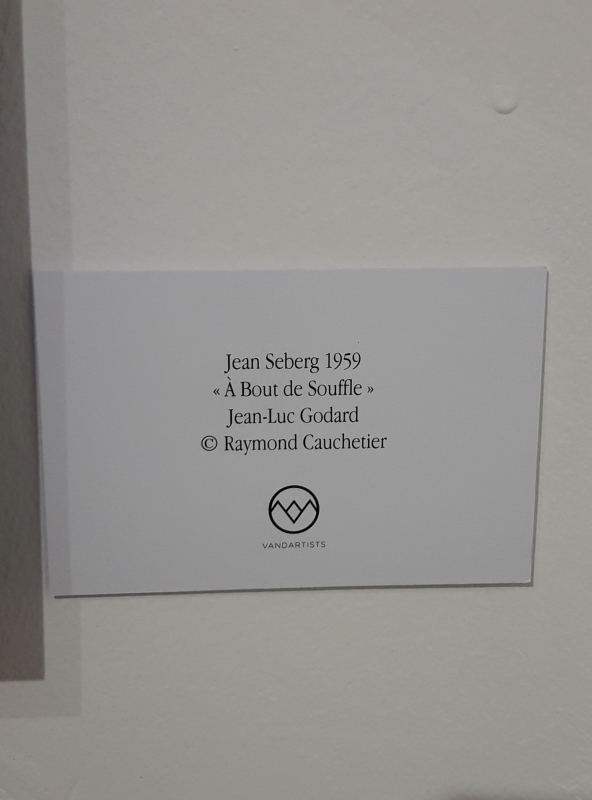 Jean Seberg 1959
« À Bout de Souffle »
Jean-Luc Godard
© Raymond Cauchetier
VANDARTISTS